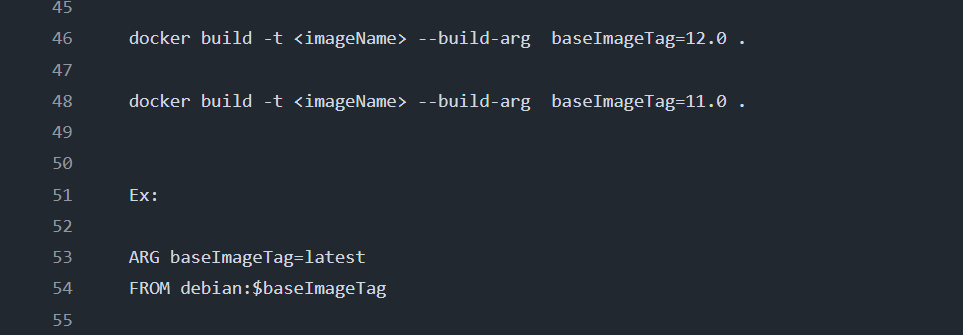 45
46 docker build -t <imageName> --build-arg  baseImageTag=12.0 .
47
48 docker build -t <imageName> --build-arg  baseImageTag=11.0 .
49
50
51 Ex:
52
53 ARG baseImageTag=latest
54 FROM debian:$baseImageTag
55